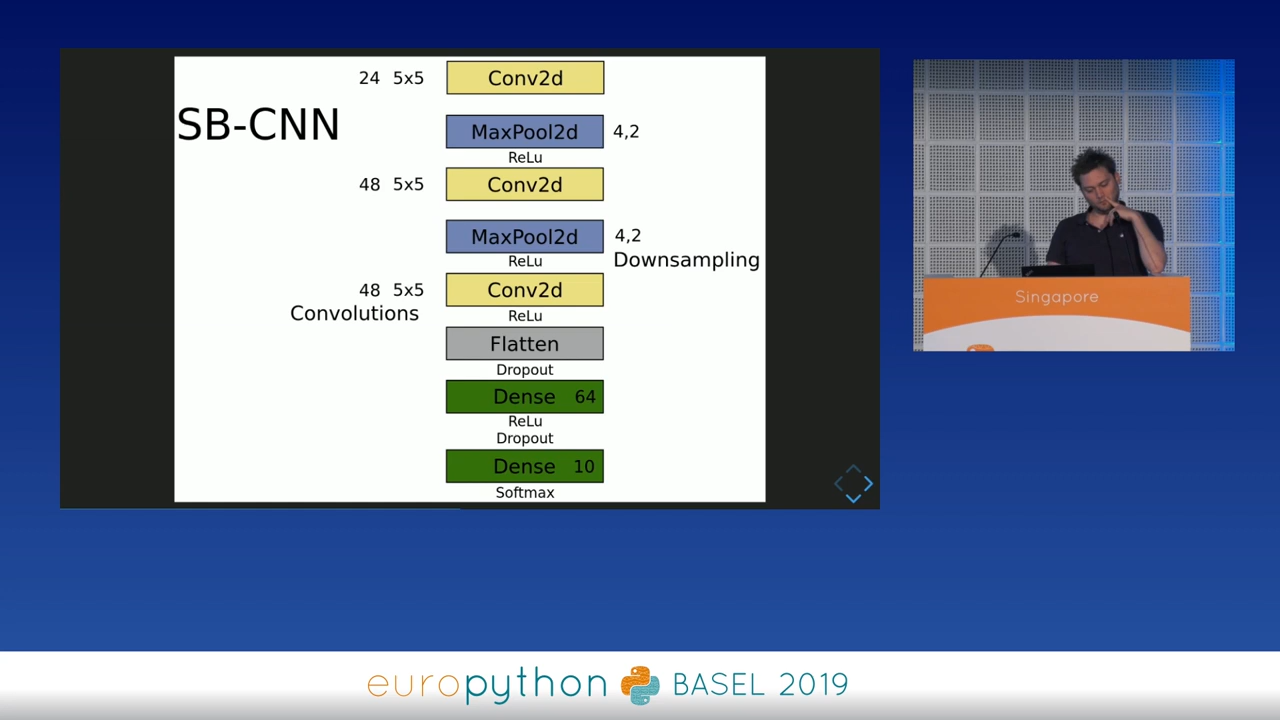 24 5x5 Conv2d
SB-CNN
MaxPool2d 4,2
ReLu
48 5x5 Conv2d
MaxPool2d 4,2
ReLu
Downsampling
48 5x5 Conv2d
Convolutions
ReLu
Flatten
Dropout
Dense 64
ReLu
Dropout
Dense 10
Softmax
Singapore
europython BASEL 2019